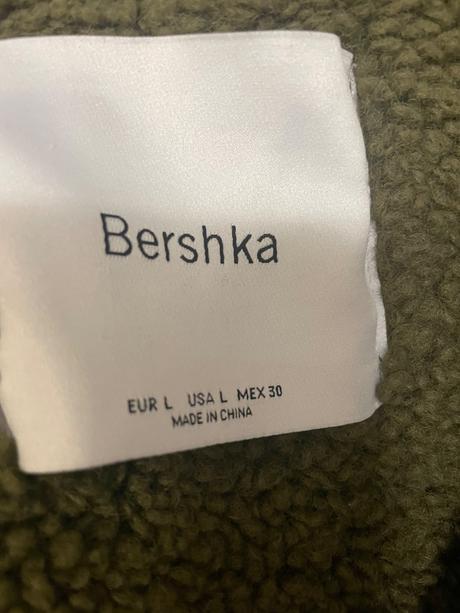 Bershka
EUR L USA L MEX 30
MADE IN CHINA